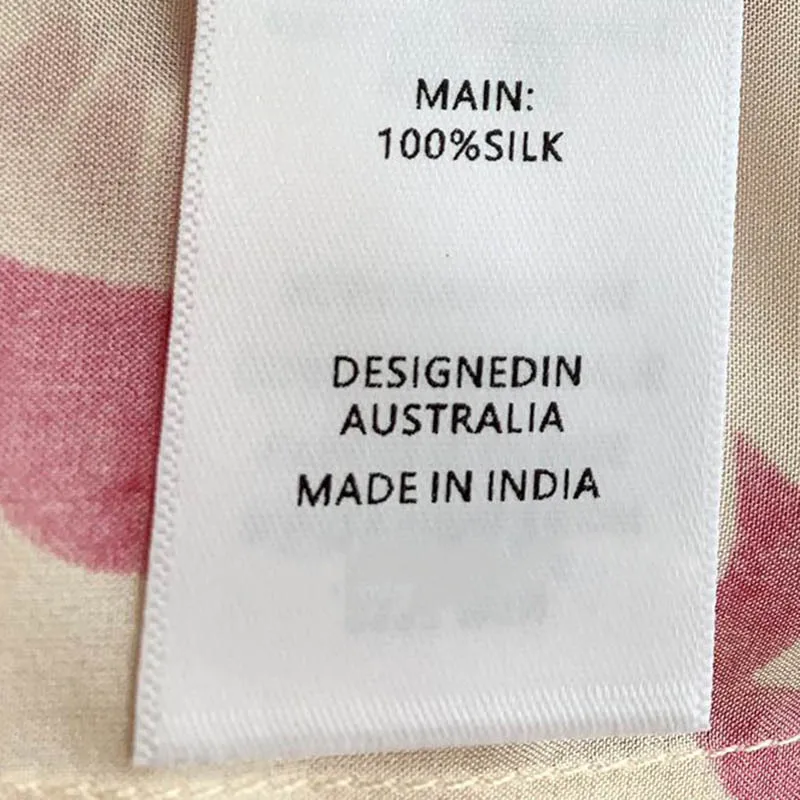 MAIN:
100%SILK
DESIGNEDIN
AUSTRALIA
MADE IN INDIA